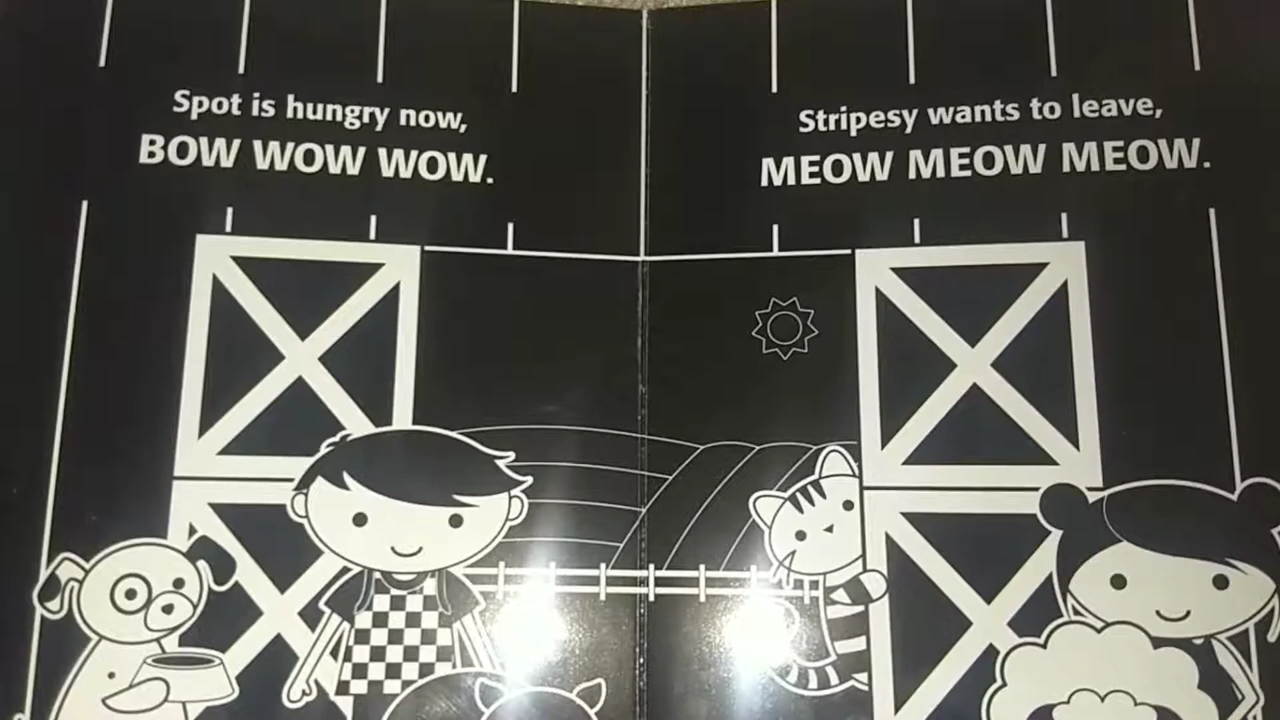 Spot is hungry now,
BOW WOW WOW.
Stripesy wants to leave,
MEOW MEOW MEOW.